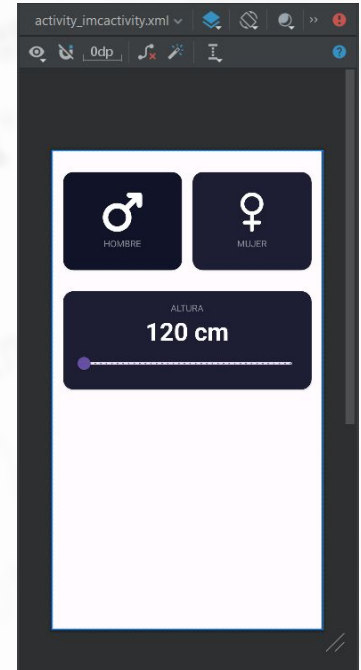 activity_imcactivity.xml
0dp
HOMBRE
MUJER
ALTURA
120 cm